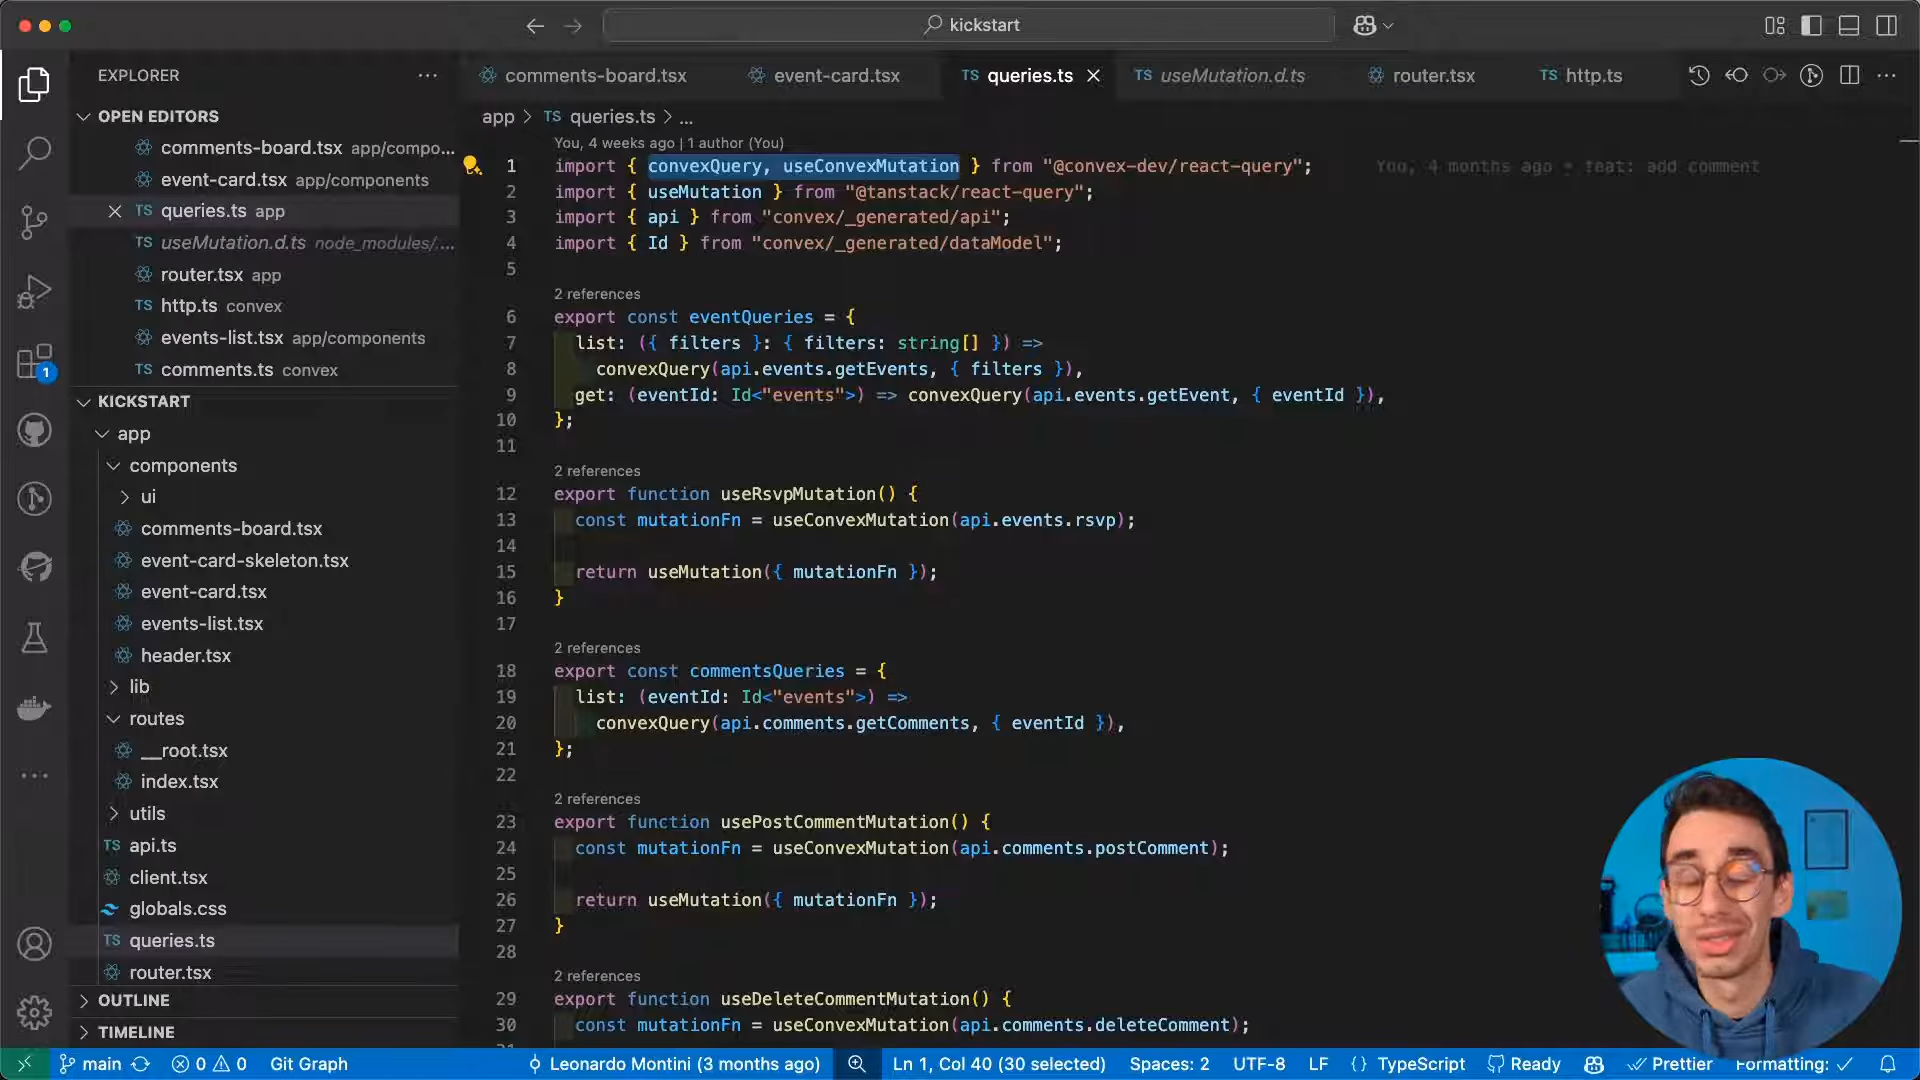 kickstart
EXPLORER
OPEN EDITORS
comments-board.tsx app/compo...
event-card.tsx app/components
TS queries.ts app
TS useMutation.d.ts node_modules/....
router.tsx app
TS http.ts convex
events-list.tsx app/components
TS comments.ts convex
KICKSTART
app
components
ui
comments-board.tsx
event-card-skeleton.tsx
event-card.tsx
events-list.tsx
header.tsx
lib
routes
__root.tsx
index.tsx
utils
TS api.ts
client.tsx
globals.css
TS queries.ts
router.tsx
OUTLINE
TIMELINE
1
comments-board.tsx
event-card.tsx
TS queries.ts
TS useMutation.d.ts
router.tsx
TS http.ts
app > TS queries.ts > ...
You, 4 weeks ago | 1 author (You)
1 import { convexQuery, useConvexMutation } from "@convex-dev/react-query"; You, 4 months ago • feat: add comment
2 import { useMutation } from "@tanstack/react-query";
3 import { api } from "convex/_generated/api";
4 import { Id } from "convex/_generated/dataModel";
5
2 references
6 export const eventQueries = {
7 list: ({ filters }: { filters: string[] }) =>
8 convexQuery(api.events.getEvents, { filters }),
9 get: (eventId: Id<"events">) => convexQuery(api.events.getEvent, { eventId }),
10 };
11
2 references
12 export function useRsvpMutation() {
13 const mutationFn = useConvexMutation(api.events.rsvp);
14
15 return useMutation({ mutationFn });
16 }
17
2 references
18 export const commentsQueries = {
19 list: (eventId: Id<"events">) =>
20 convexQuery(api.comments.getComments, { eventId }),
21 };
22
2 references
23 export function usePostCommentMutation() {
24 const mutationFn = useConvexMutation(api.comments.postComment);
25
26 return useMutation({ mutationFn });
27 }
28
2 references
29 export function useDeleteCommentMutation() {
30 const mutationFn = useConvexMutation(api.comments.deleteComment);
main 0 0 Git Graph Leonardo Montini (3 months ago) Ln 1, Col 40 (30 selected) Spaces: 2 UTF-8 LF {} TypeScript Ready Prettier Formatting: ✓